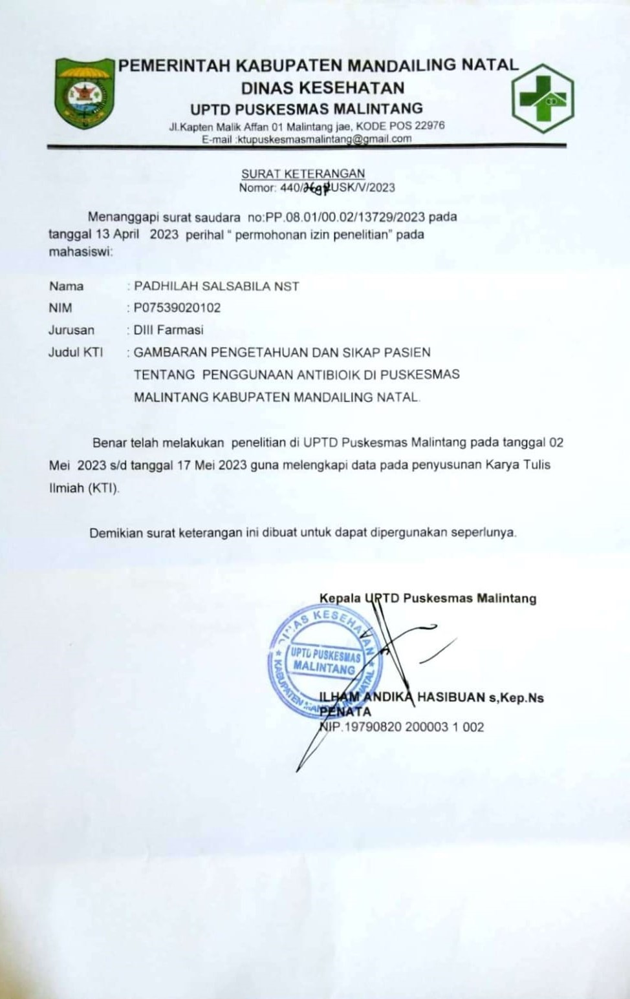 PEMERINTAH KABUPATEN MANDAILING NATAL
DINAS KESEHATAN
UPTD PUSKESMAS MALINTANG
Jl.Kapten Malik Affan 01 Malintang jae, KODE POS 22976
E-mail :ktupuskesmasmalintang@gmail.com
SURAT KETERANGAN
Nomor: 440/ USK/V/2023
Menanggapi surat saudara no:PP.08.01/00.02/13729/2023 pada
tanggal 13 April 2023 perihal “ permohonan izin penelitian” pada
mahasiswi:
Nama : PADHILAH SALSABILA NST
NIM : P07539020102
Jurusan : DIII Farmasi
Judul KTI : GAMBARAN PENGETAHUAN DAN SIKAP PASIEN
TENTANG PENGGUNAAN ANTIBIOIK DI PUSKESMAS
MALINTANG KABUPATEN MANDAILING NATAL.
Benar telah melakukan penelitian di UPTD Puskesmas Malintang pada tanggal 02
Mei 2023 s/d tanggal 17 Mei 2023 guna melengkapi data pada penyusunan Karya Tulis
Ilmiah (KTI).
Demikian surat keterangan ini dibuat untuk dapat dipergunakan seperlunya.
Kepala UPTD Puskesmas Malintang
DINAS KESEHATAN
UPTD PUSKESMAS
MALINTANG
KABUPATEN MANDAILING NATAL
ILHAM ANDIKA HASIBUAN s,Kep.Ns
PENATA
NIP.19790820 200003 1 002